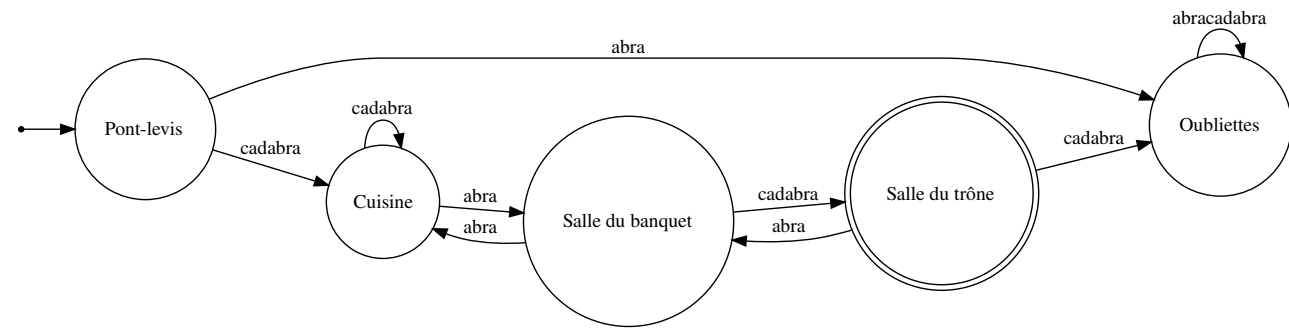 abracadabra
abra
cadabra
Pont-levis
cadabra
Cuisine
abra
abra
Salle du banquet
cadabra
abra
Salle du trône
cadabra
Oubliettes